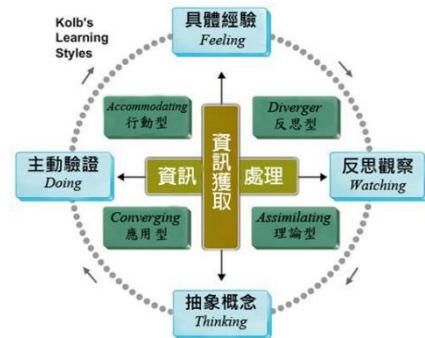 Kolb's
Learning
Styles
具體經驗
Feeling
Accommodating
行動型
Diverger
反思型
主動驗證
Doing
資訊獲取
資訊
處理
反思觀察
Watching
Converging
應用型
Assimilating
理論型
抽象概念
Thinking